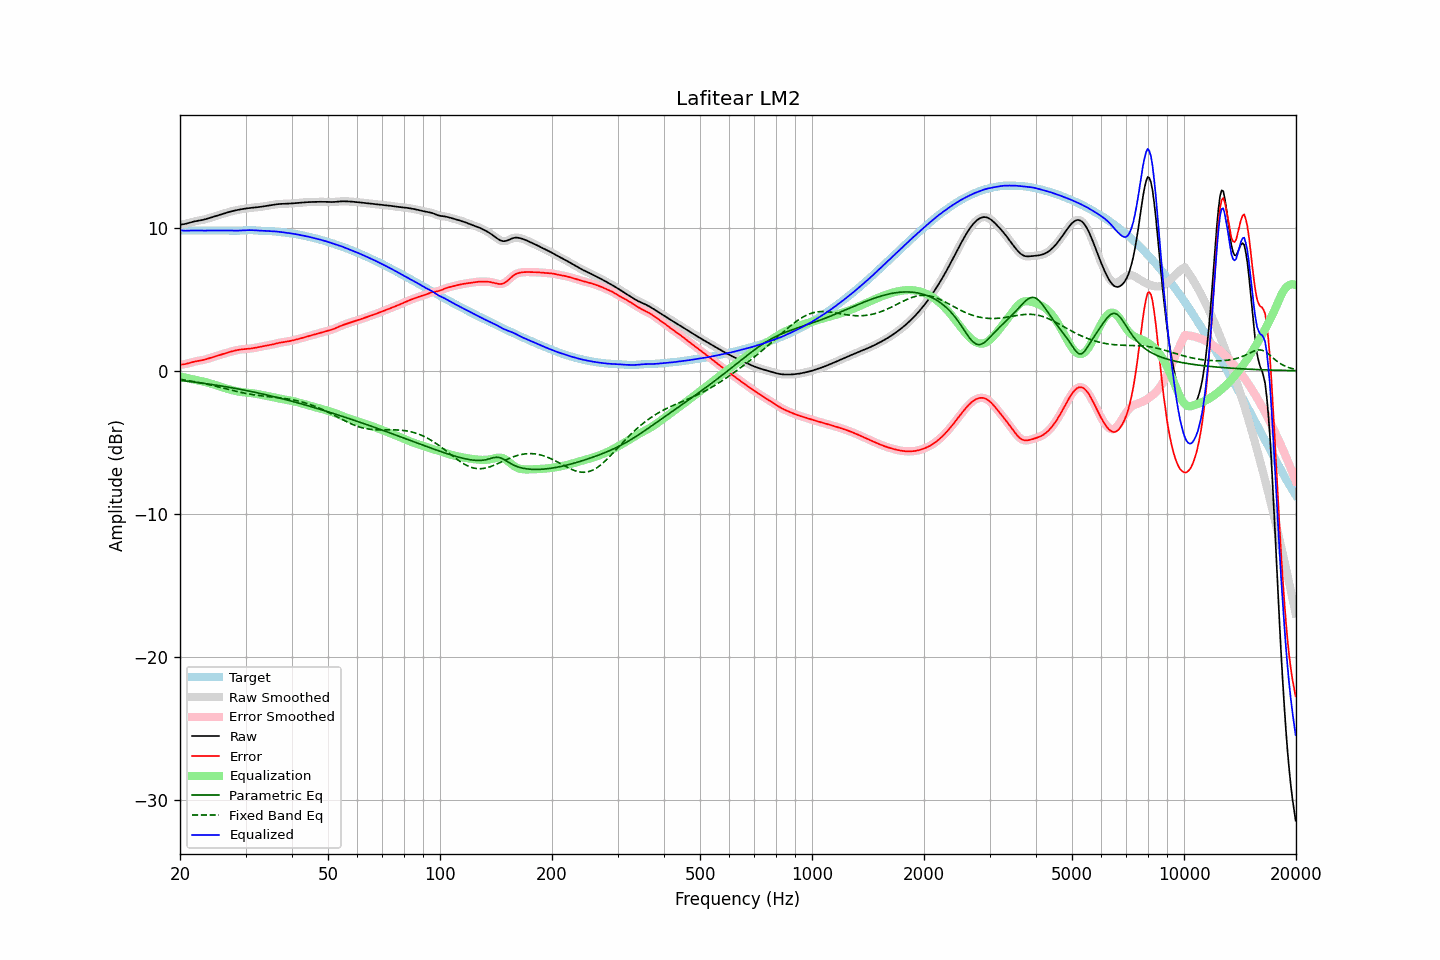 Lafitear LM2
Amplitude (dBr)
10
0
−10
−20
−30
Target
Raw Smoothed
Error Smoothed
Raw
Error
Equalization
Parametric Eq
Fixed Band Eq
Equalized
20 50 100 200 500 1000 2000 5000 10000 20000
Frequency (Hz)